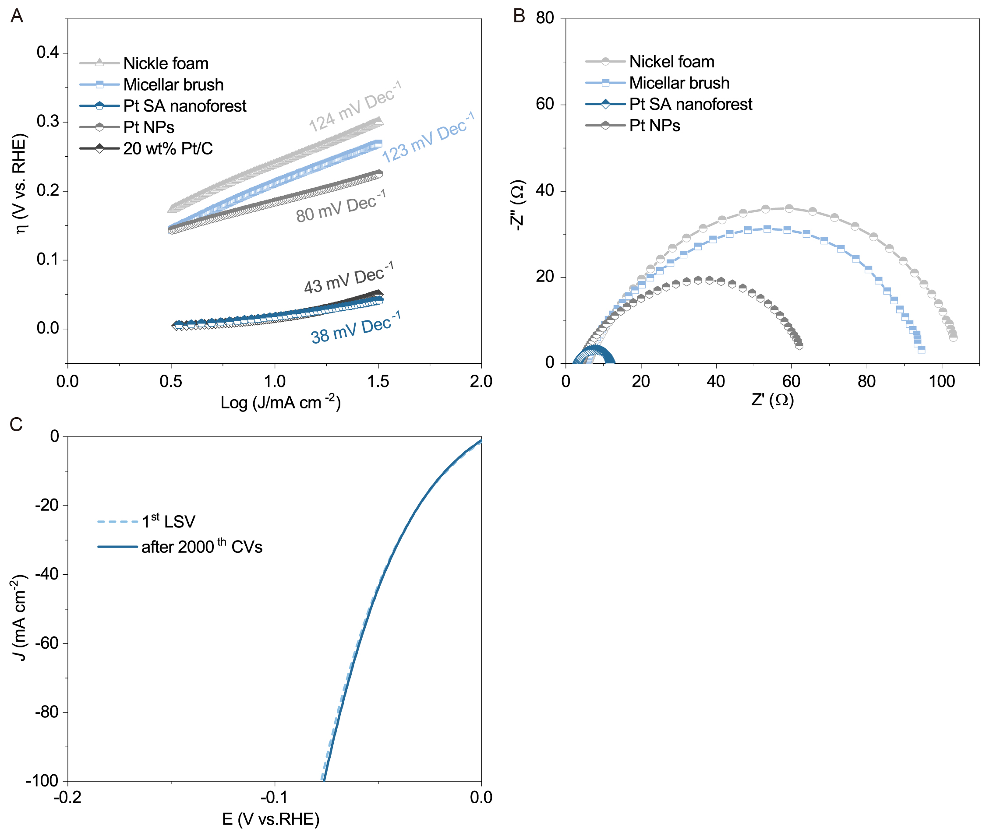 A
0.4
0.3
0.2
0.1
0.0
η (V vs. RHE)
Nickle foam
Micellar brush
Pt SA nanoforest
Pt NPs
20 wt% Pt/C
124 mV Dec⁻¹
123 mV Dec⁻¹
80 mV Dec⁻¹
43 mV Dec⁻¹
38 mV Dec⁻¹
0.0 0.5 1.0 1.5 2.0
Log (J/mA cm⁻²)
B
80
60
40
20
0
-Z" (Ω)
Nickel foam
Micellar brush
Pt SA nanoforest
Pt NPs
0 20 40 60 80 100
Z' (Ω)
C
0
-20
-40
-60
-80
-100
J (mA cm⁻²)
1st LSV
after 2000 th CVs
-0.2 -0.1 0.0
E (V vs.RHE)